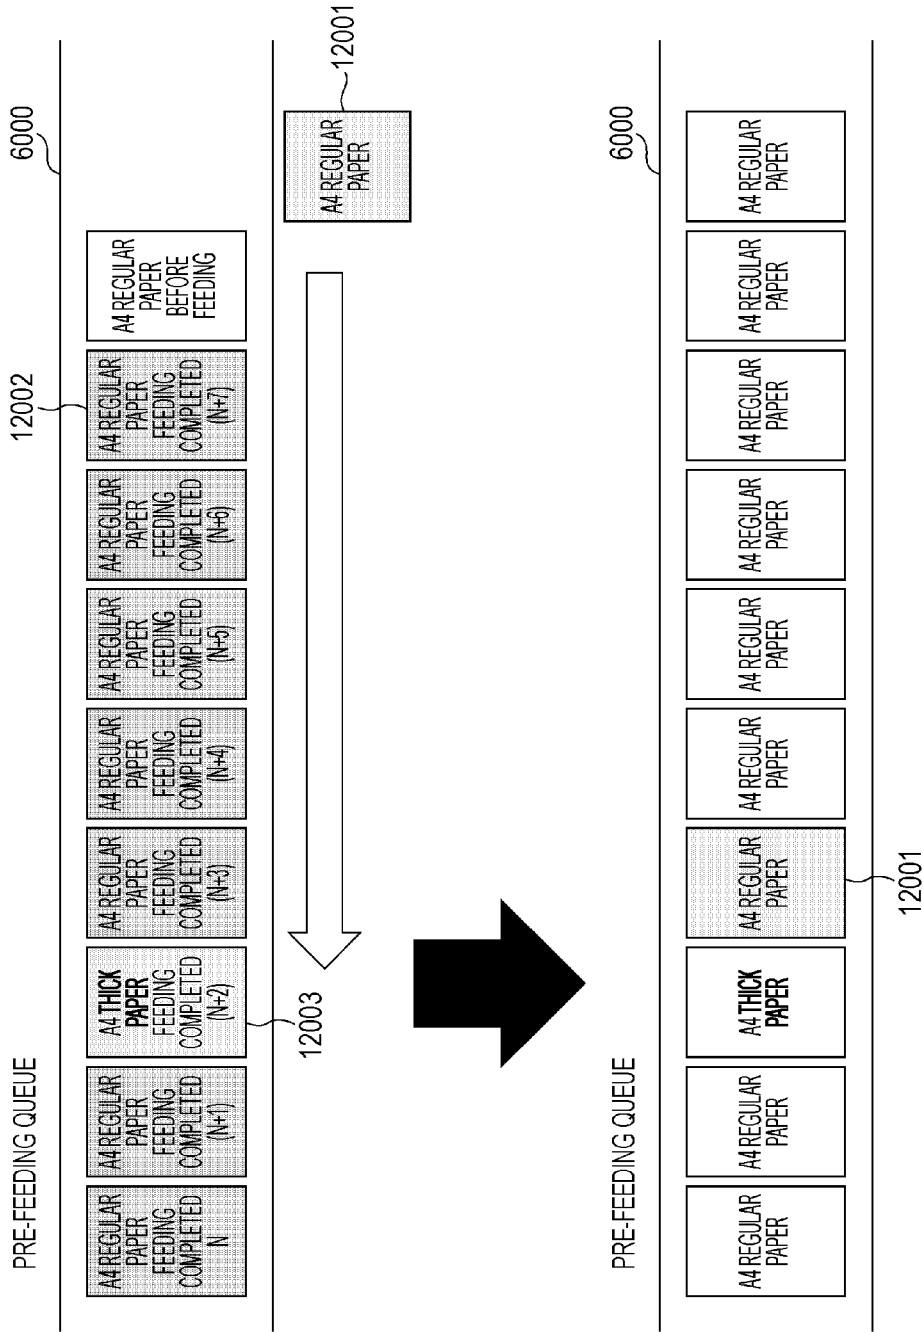 PRE-FEEDING QUEUE
6000
A4 REGULAR
PAPER
FEEDING
COMPLETED
N
A4 REGULAR
PAPER
FEEDING
COMPLETED
(N+1)
A4 THICK
PAPER
FEEDING
COMPLETED
(N+2)
A4 REGULAR
PAPER
FEEDING
COMPLETED
(N+3)
A4 REGULAR
PAPER
FEEDING
COMPLETED
(N+4)
A4 REGULAR
PAPER
FEEDING
COMPLETED
(N+5)
A4 REGULAR
PAPER
FEEDING
COMPLETED
(N+6)
A4 REGULAR
PAPER
FEEDING
COMPLETED
(N+7)
A4 REGULAR
PAPER
BEFORE
FEEDING
12002
12003
A4 REGULAR
PAPER
12001
PRE-FEEDING QUEUE
6000
A4 REGULAR
PAPER
A4 REGULAR
PAPER
A4 THICK
PAPER
A4 REGULAR
PAPER
A4 REGULAR
PAPER
A4 REGULAR
PAPER
A4 REGULAR
PAPER
A4 REGULAR
PAPER
A4 REGULAR
PAPER
A4 REGULAR
PAPER
12001